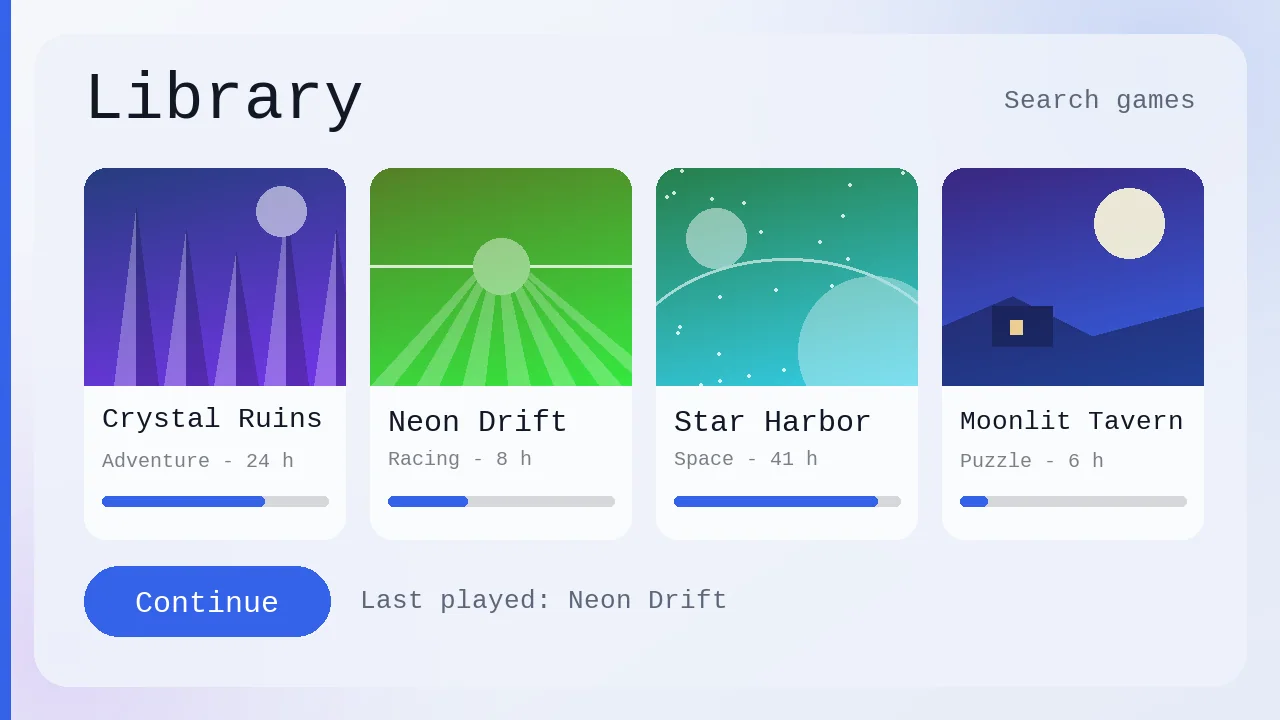 Library
Search games
Crystal Ruins
Adventure - 24 h
Neon Drift
Racing - 8 h
Star Harbor
Space - 41 h
Moonlit Tavern
Puzzle - 6 h
Continue
Last played: Neon Drift